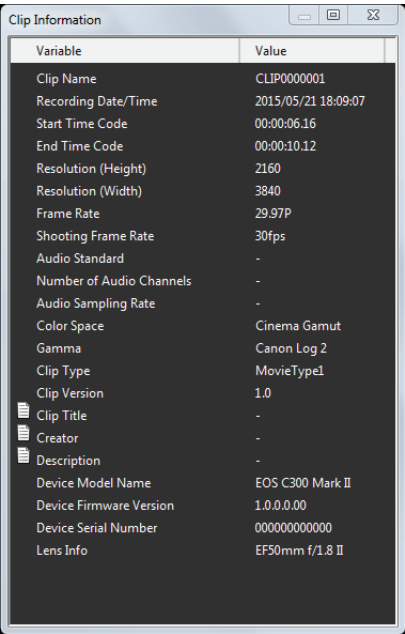 Clip Information
Variable Value
Clip Name CLIP0000001
Recording Date/Time 2015/05/21 18:09:07
Start Time Code 00:00:06.16
End Time Code 00:00:10.12
Resolution (Height) 2160
Resolution (Width) 3840
Frame Rate 29.97P
Shooting Frame Rate 30fps
Audio Standard -
Number of Audio Channels -
Audio Sampling Rate -
Color Space Cinema Gamut
Gamma Canon Log 2
Clip Type MovieType1
Clip Version 1.0
Clip Title -
Creator -
Description -
Device Model Name EOS C300 Mark II
Device Firmware Version 1.0.0.0.00
Device Serial Number 000000000000
Lens Info EF50mm f/1.8 II